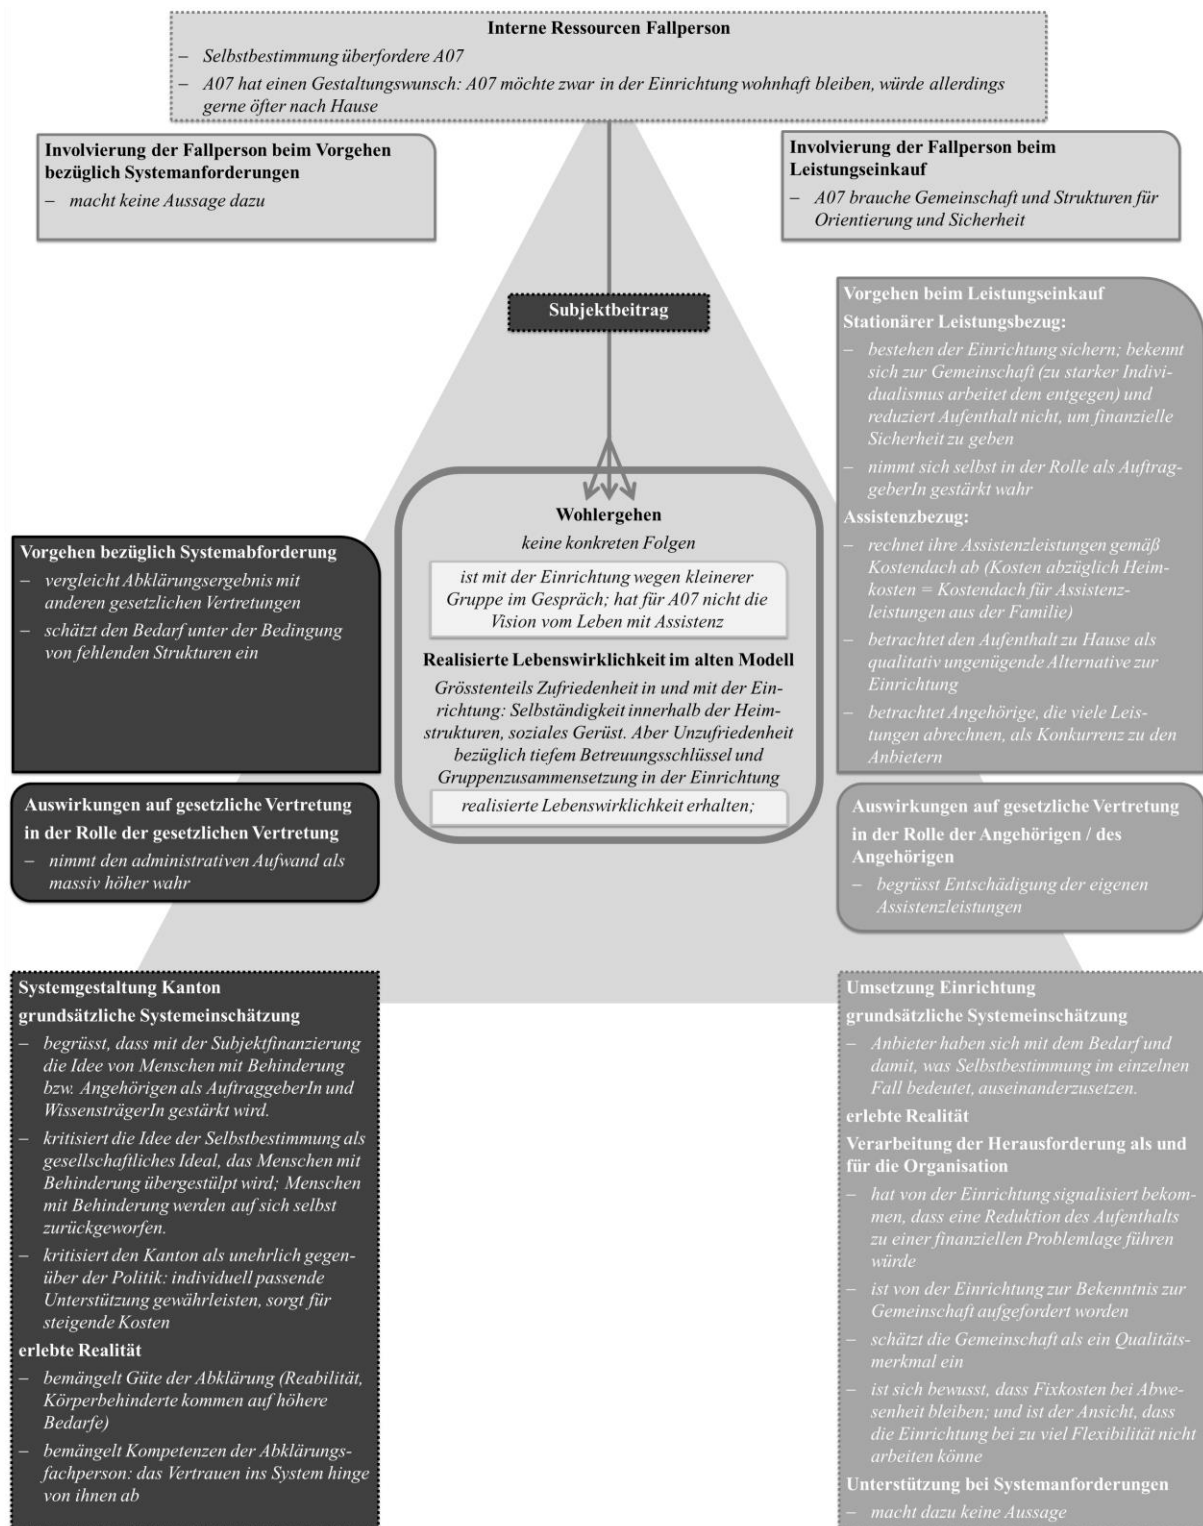 Interne Ressourcen Fallperson
– Selbstbestimmung überfordere A07
– A07 hat einen Gestaltungswunsch: A07 möchte zwar in der Einrichtung wohnhaft bleiben, würde allerdings
gerne öfter nach Hause
Involvierung der Fallperson beim Vorgehen
bezüglich Systemanforderungen
– macht keine Aussage dazu
Involvierung der Fallperson beim
Leistungseinkauf
– A07 brauche Gemeinschaft und Strukturen für
Orientierung und Sicherheit
Subjektbeitrag
Vorgehen beim Leistungseinkauf
Stationärer Leistungsbezug:
– bestehen der Einrichtung sichern; bekennt
sich zur Gemeinschaft (zu starker Indivi-
dualismus arbeitet dem entgegen) und
reduziert Aufenthalt nicht, um finanzielle
Sicherheit zu geben
– nimmt sich selbst in der Rolle als Auftrag-
geberIn gestärkt wahr
Assistenzbezug:
– rechnet ihre Assistenzleistungen gemäß
Kostendach ab (Kosten abzüglich Heim-
kosten = Kostendach für Assistenz-
leistungen aus der Familie)
– betrachtet den Aufenthalt zu Hause als
qualitativ ungenügende Alternative zur
Einrichtung
– betrachtet Angehörige, die viele Leis-
tungen abrechnen, als Konkurrenz zu den
Anbietern
Wohlergehen
keine konkreten Folgen
ist mit der Einrichtung wegen kleinerer
Gruppe im Gespräch; hat für A07 nicht die
Vision vom Leben mit Assistenz
Realisierte Lebenswirklichkeit im alten Modell
Grösstenteils Zufriedenheit in und mit der Ein-
richtung: Selbständigkeit innerhalb der Heim-
strukturen, soziales Gerüst. Aber Unzufriedenheit
bezüglich tiefem Betreuungsschlüssel und
Gruppenzusammensetzung in der Einrichtung
realisierte Lebenswirklichkeit erhalten;
Vorgehen bezüglich Systemabforderung
– vergleicht Abklärungsergebnis mit
anderen gesetzlichen Vertretungen
– schätzt den Bedarf unter der Bedingung
von fehlenden Strukturen ein
Auswirkungen auf gesetzliche Vertretung
in der Rolle der gesetzlichen Vertretung
– nimmt den administrativen Aufwand als
massiv höher wahr
Auswirkungen auf gesetzliche Vertretung
in der Rolle der Angehörigen / des
Angehörigen
– begrüsst Entschädigung der eigenen
Assistenzleistungen
Systemgestaltung Kanton
grundsätzliche Systemeinschätzung
– begrüsst, dass mit der Subjektfinanzierung
die Idee von Menschen mit Behinderung
bzw. Angehörigen als AuftraggeberIn und
WissensträgerIn gestärkt wird.
– kritisiert die Idee der Selbstbestimmung als
gesellschaftliches Ideal, das Menschen mit
Behinderung übergestülpt wird; Menschen
mit Behinderung werden auf sich selbst
zurückgeworfen.
– kritisiert den Kanton als unehrlich gegen-
über der Politik: individuell passende
Unterstützung gewährleisten, sorgt für
steigende Kosten
erlebte Realität
– bemängelt Güte der Abklärung (Reabilität,
Körperbehinderte kommen auf höhere
Bedarfe)
– bemängelt Kompetenzen der Abklärungs-
fachperson: das Vertrauen ins System hinge
von ihnen ab
Umsetzung Einrichtung
grundsätzliche Systemeinschätzung
– Anbieter haben sich mit dem Bedarf und
damit, was Selbstbestimmung im einzelnen
Fall bedeutet, auseinanderzusetzen.
erlebte Realität
Verarbeitung der Herausforderung als und
für die Organisation
– hat von der Einrichtung signalisiert bekom-
men, dass eine Reduktion des Aufenthalts
zu einer finanziellen Problemlage führen
würde
– ist von der Einrichtung zur Bekenntnis zur
Gemeinschaft aufgefordert worden
– schätzt die Gemeinschaft als ein Qualitäts-
merkmal ein
– ist sich bewusst, dass Fixkosten bei Abwe-
senheit bleiben; und ist der Ansicht, dass
die Einrichtung bei zu viel Flexibilität nicht
arbeiten könne
Unterstützung bei Systemanforderungen
– macht dazu keine Aussage